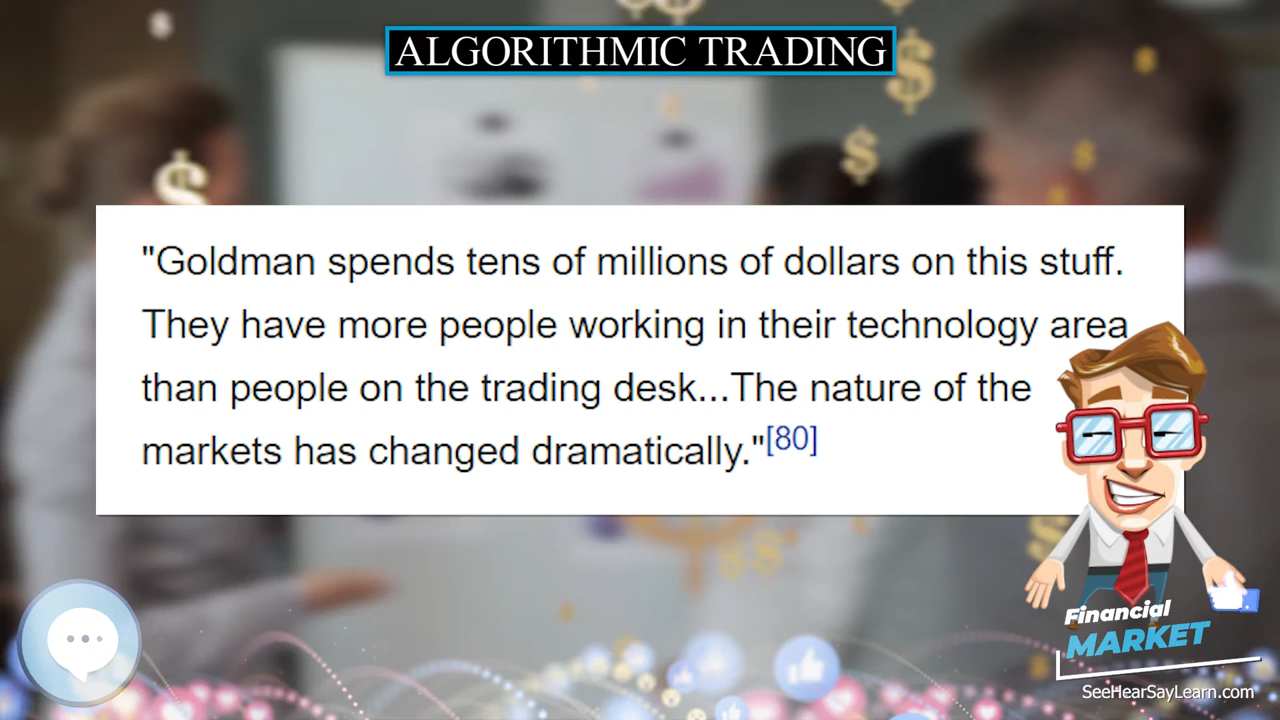 ALGORITHMIC TRADING
"Goldman spends tens of millions of dollars on this stuff.
They have more people working in their technology area
than people on the trading desk...The nature of the
markets has changed dramatically."[80]
Financial
MARKET
SeeHearSayLearn.com